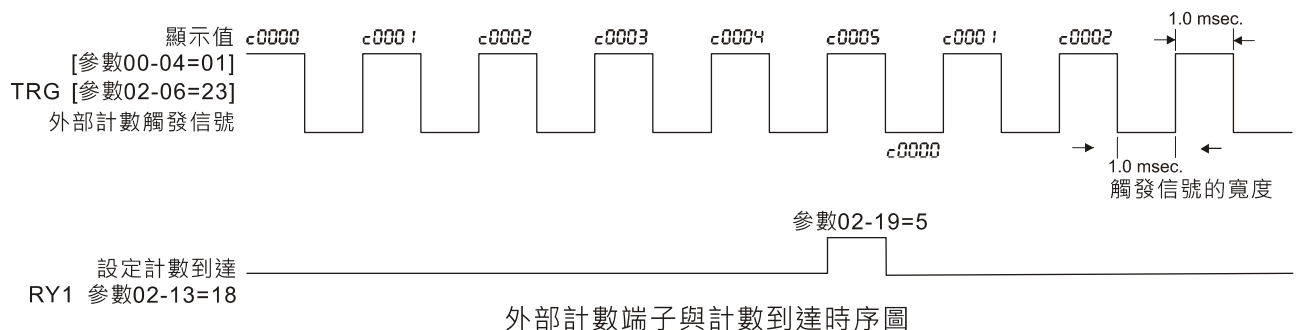 1.0 msec.
顯示值 c0000 c0001 c0002 c0003 c0004 c0005 c0001 c0002
[參數00-04=01]
TRG [參數02-06=23]
外部計數觸發信號
c0000
1.0 msec.
觸發信號的寬度
參數02-19=5
設定計數到達
RY1 參數02-13=18
外部計數端子與計數到達時序圖